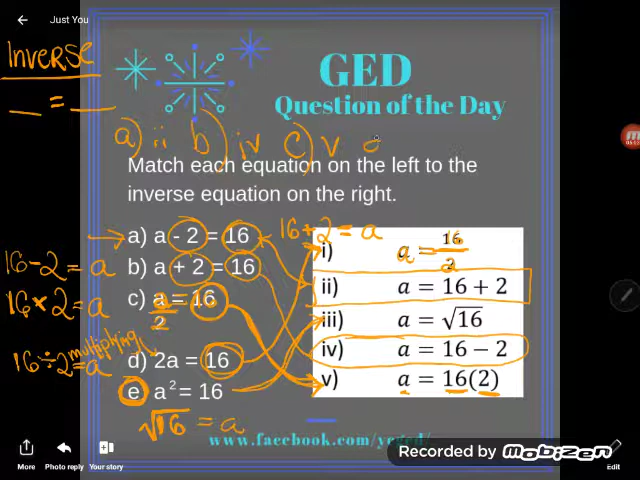 Just You
Inverse
__ = __
GED
Question of the Day
a) ii b) iv c) v
Match each equation on the left to the
inverse equation on the right.
a) a - 2 = 16
16+2 = a
b) a + 2 = 16
16-2 = a
c) a/2 = 16
16×2 = a
multiplying
d) 2a = 16
16÷2 = a
e) a² = 16
√16 = a
i) a = 16/2
ii) a = 16 + 2
iii) a = √16
iv) a = 16 − 2
v) a = 16(2)
Recorded by Mobizen
More
Photo reply
Your story
Edit